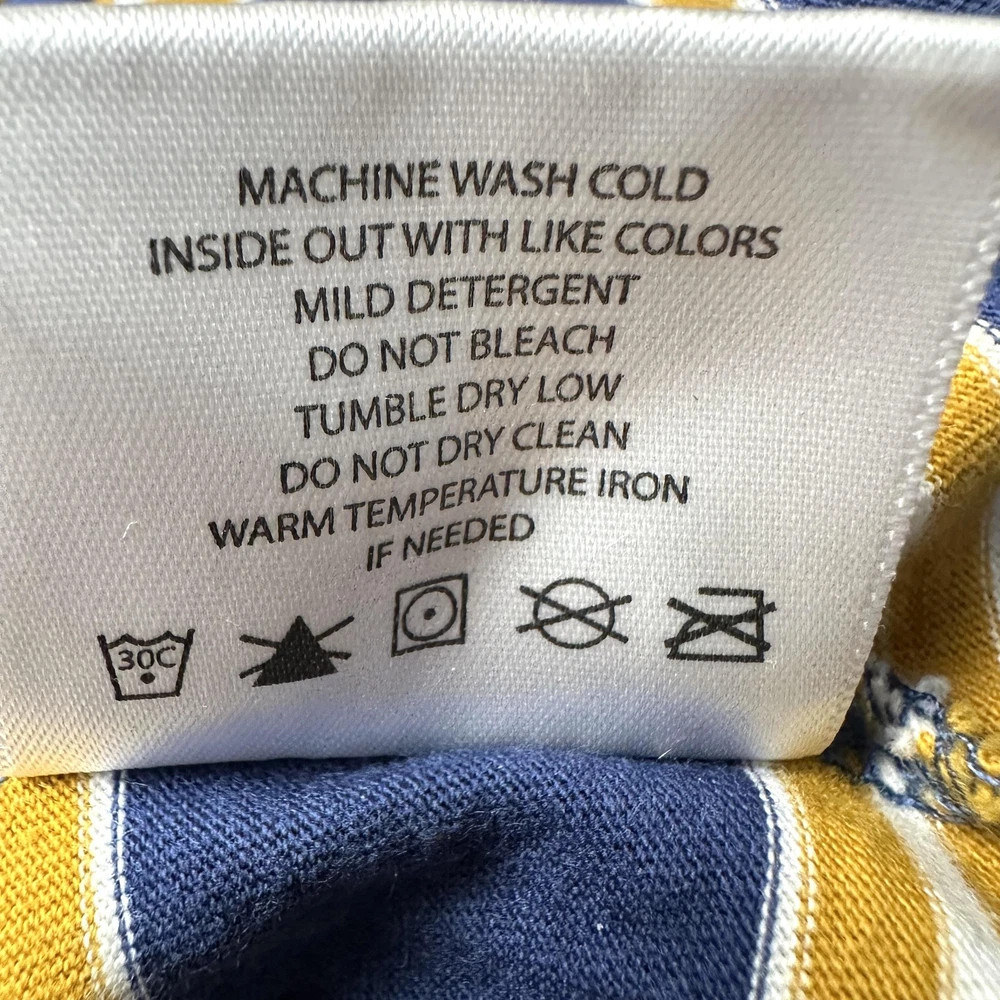 MACHINE WASH COLD
INSIDE OUT WITH LIKE COLORS
MILD DETERGENT
DO NOT BLEACH
TUMBLE DRY LOW
DO NOT DRY CLEAN
WARM TEMPERATURE IRON
IF NEEDED
30C